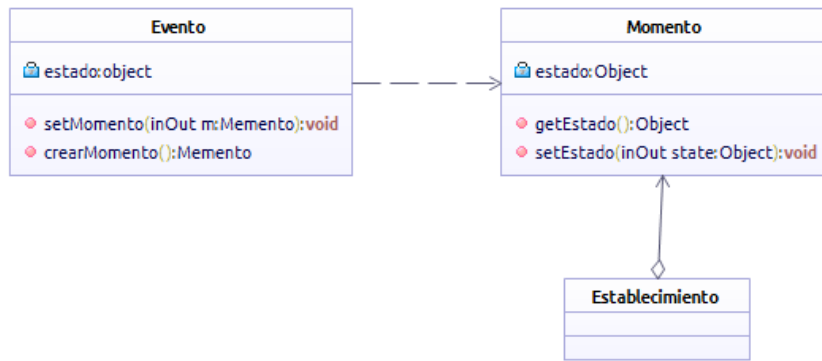 Evento
estado:object
setMomento(inOut m:Memento):void
crearMomento():Memento
Momento
estado:Object
getEstado():Object
setEstado(inOut state:Object):void
Establecimiento